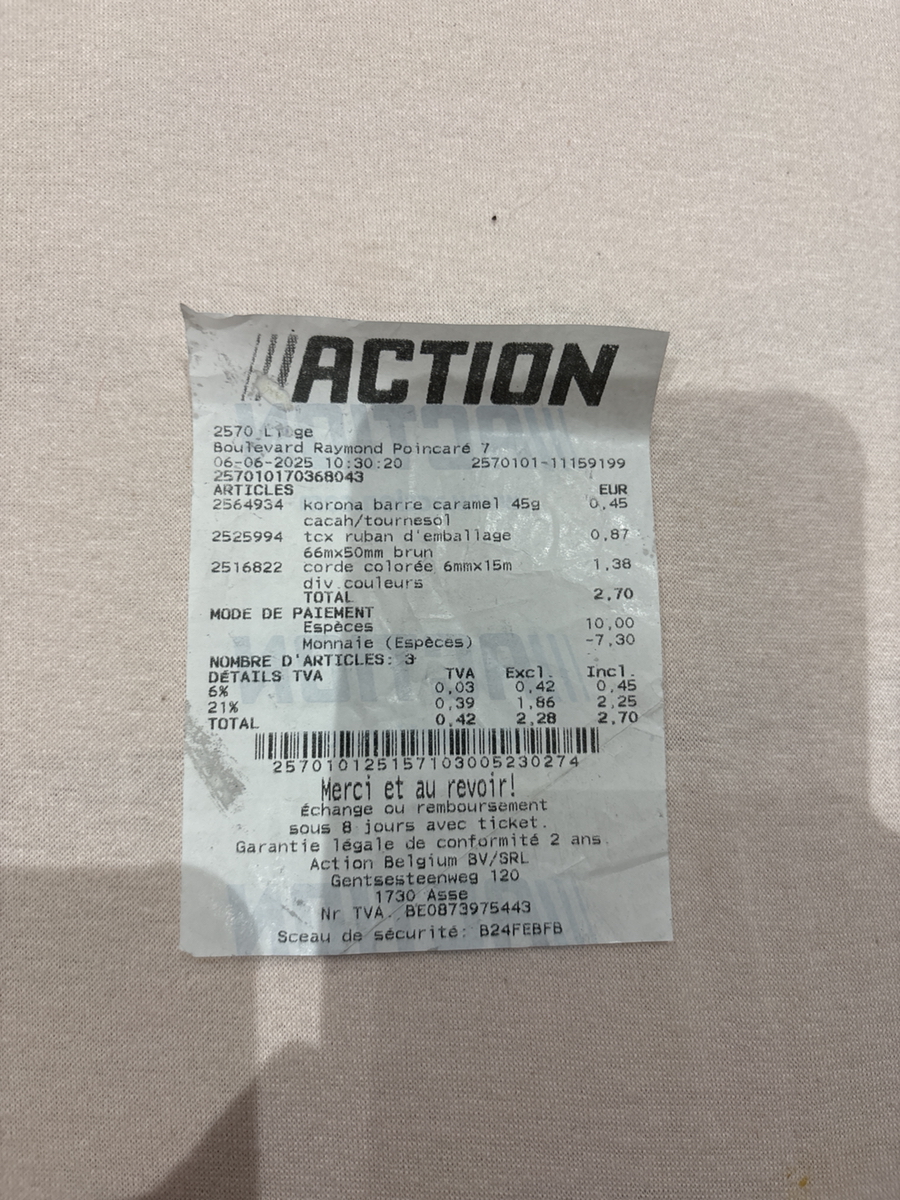 ACTION
2570 Liège
Boulevard Raymond Poincaré 7
06-06-2025 10:30:20 2570101-11159199
257010170368043
ARTICLES EUR
2564934 korona barre caramel 45g 0,45
cacah/tournesol
2525994 tcx ruban d'emballage 0,87
66mx50mm brun
2516822 corde colorée 6mmx15m 1,38
div.couleurs
TOTAL 2,70
MODE DE PAIEMENT
Espèces 10,00
Monnaie (Espèces) -7,30
NOMBRE D'ARTICLES: 3
DÉTAILS TVA TVA Excl. Incl.
6% 0,03 0,42 0,45
21% 0,39 1,86 2,25
TOTAL 0,42 2,28 2,70
257010125157103005230274
Merci et au revoir!
Échange ou remboursement
sous 8 jours avec ticket.
Garantie légale de conformité 2 ans.
Action Belgium BV/SRL
Gentsesteenweg 120
1730 Asse
Nr TVA. BE0873975443
Sceau de sécurité: B24FEBFB